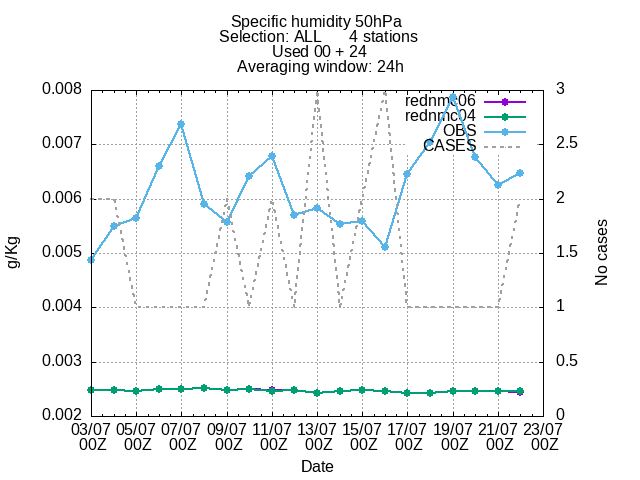 Specific humidity 50hPa
Selection: ALL 4 stations
Used 00 + 24
Averaging window: 24h
0.008
0.007
0.006
0.005
0.004
0.003
0.002
g/Kg
3
2.5
2
1.5
1
0.5
0
No cases
rednmc06
rednmc04
OBS
CASES
03/07 05/07 07/07 09/07 11/07 13/07 15/07 17/07 19/07 21/07 23/07
00Z 00Z 00Z 00Z 00Z 00Z 00Z 00Z 00Z 00Z 00Z
Date